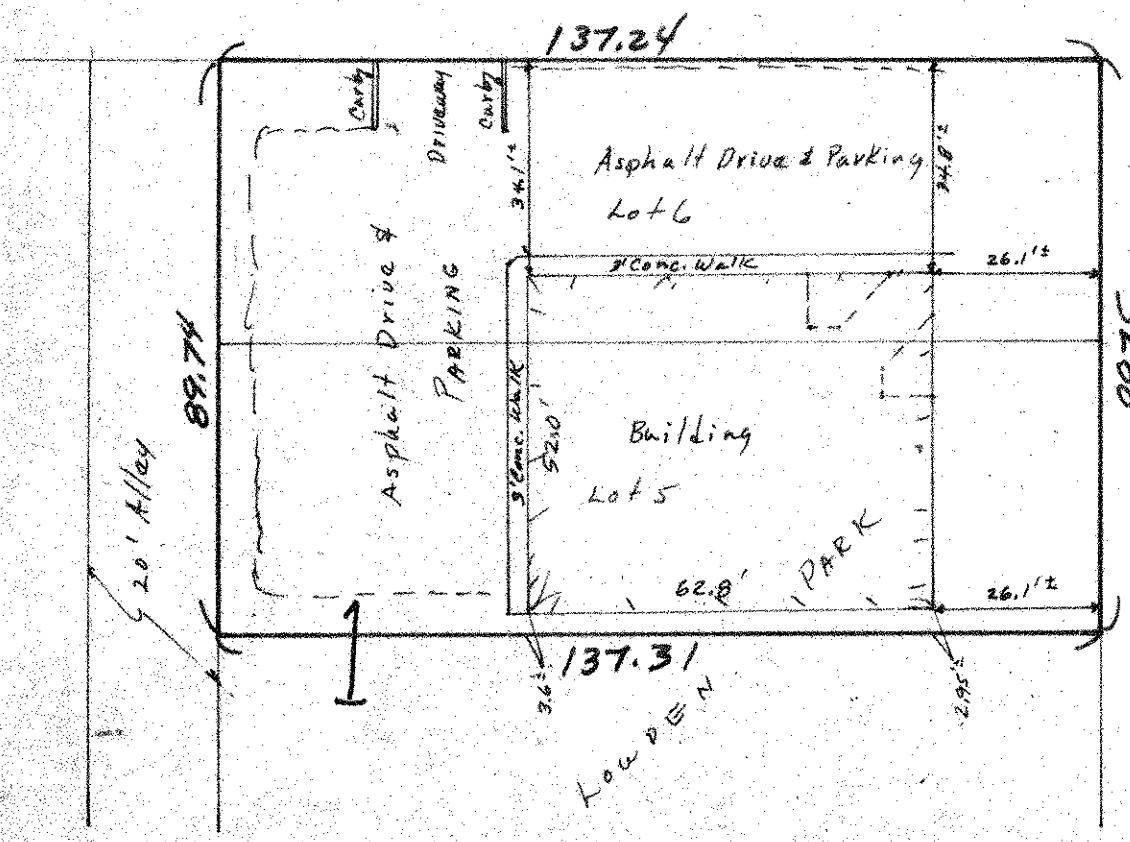 137.24
Curb
Driveway
Curb
34.1'±
Asphalt Drive & Parking
34.8'±
Lot 6
3' Conc. Walk
26.1'±
89.74
Asphalt Drive &
PARKING
3' Conc. Walk
52.0'
Building
Lot 5
20' Alley
62.8'
PARK
26.1'±
137.31
3.6'±
2.95'±
LOWDEN